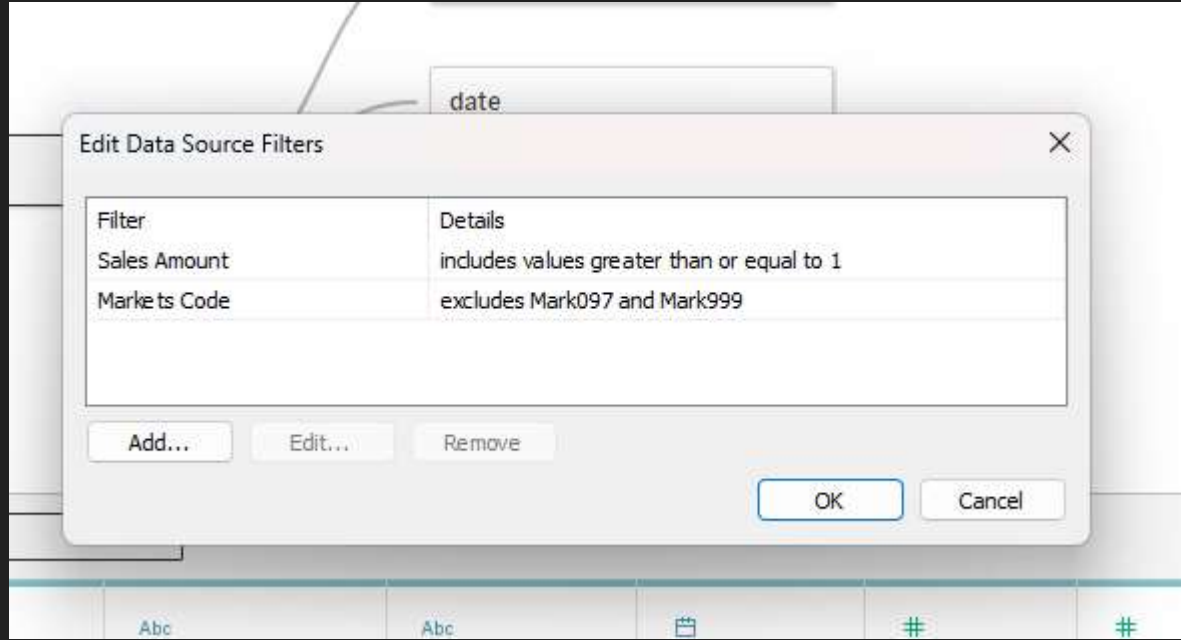 date
Edit Data Source Filters
Filter Details
Sales Amount includes values greater than or equal to 1
Markets Code excludes Mark097 and Mark999
Add... Edit... Remove
OK Cancel
Abc Abc # #